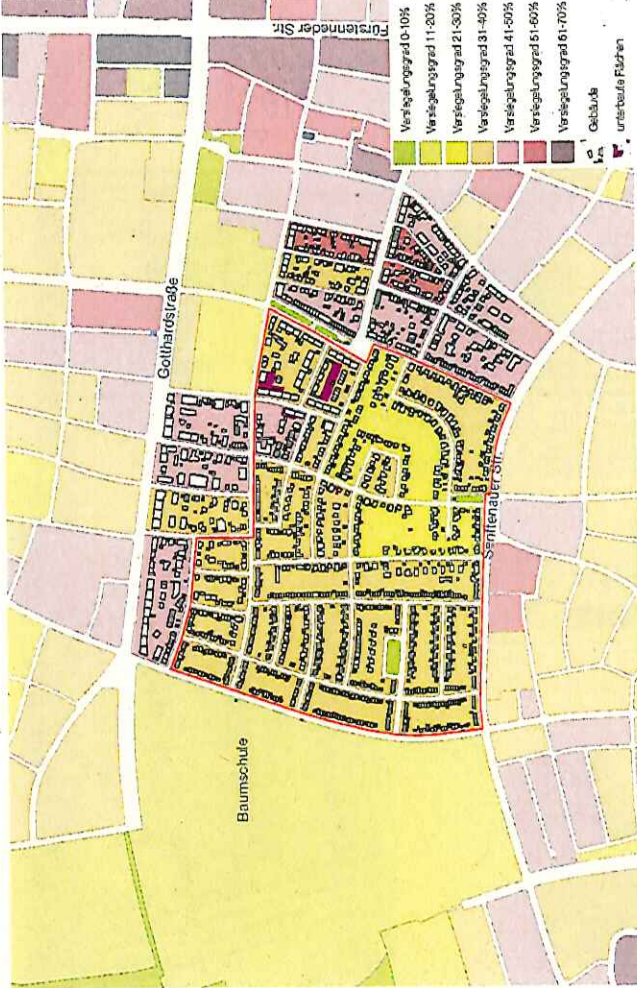 Fürstenrieder Str.
Gotthardstraße
Baumschule
Senftenauer Str.
Versiegelungsgrad 0-10%
Versiegelungsgrad 11-20%
Versiegelungsgrad 21-30%
Versiegelungsgrad 31-40%
Versiegelungsgrad 41-50%
Versiegelungsgrad 51-60%
Versiegelungsgrad 61-70%
Gebäude
unterbaute Flächen